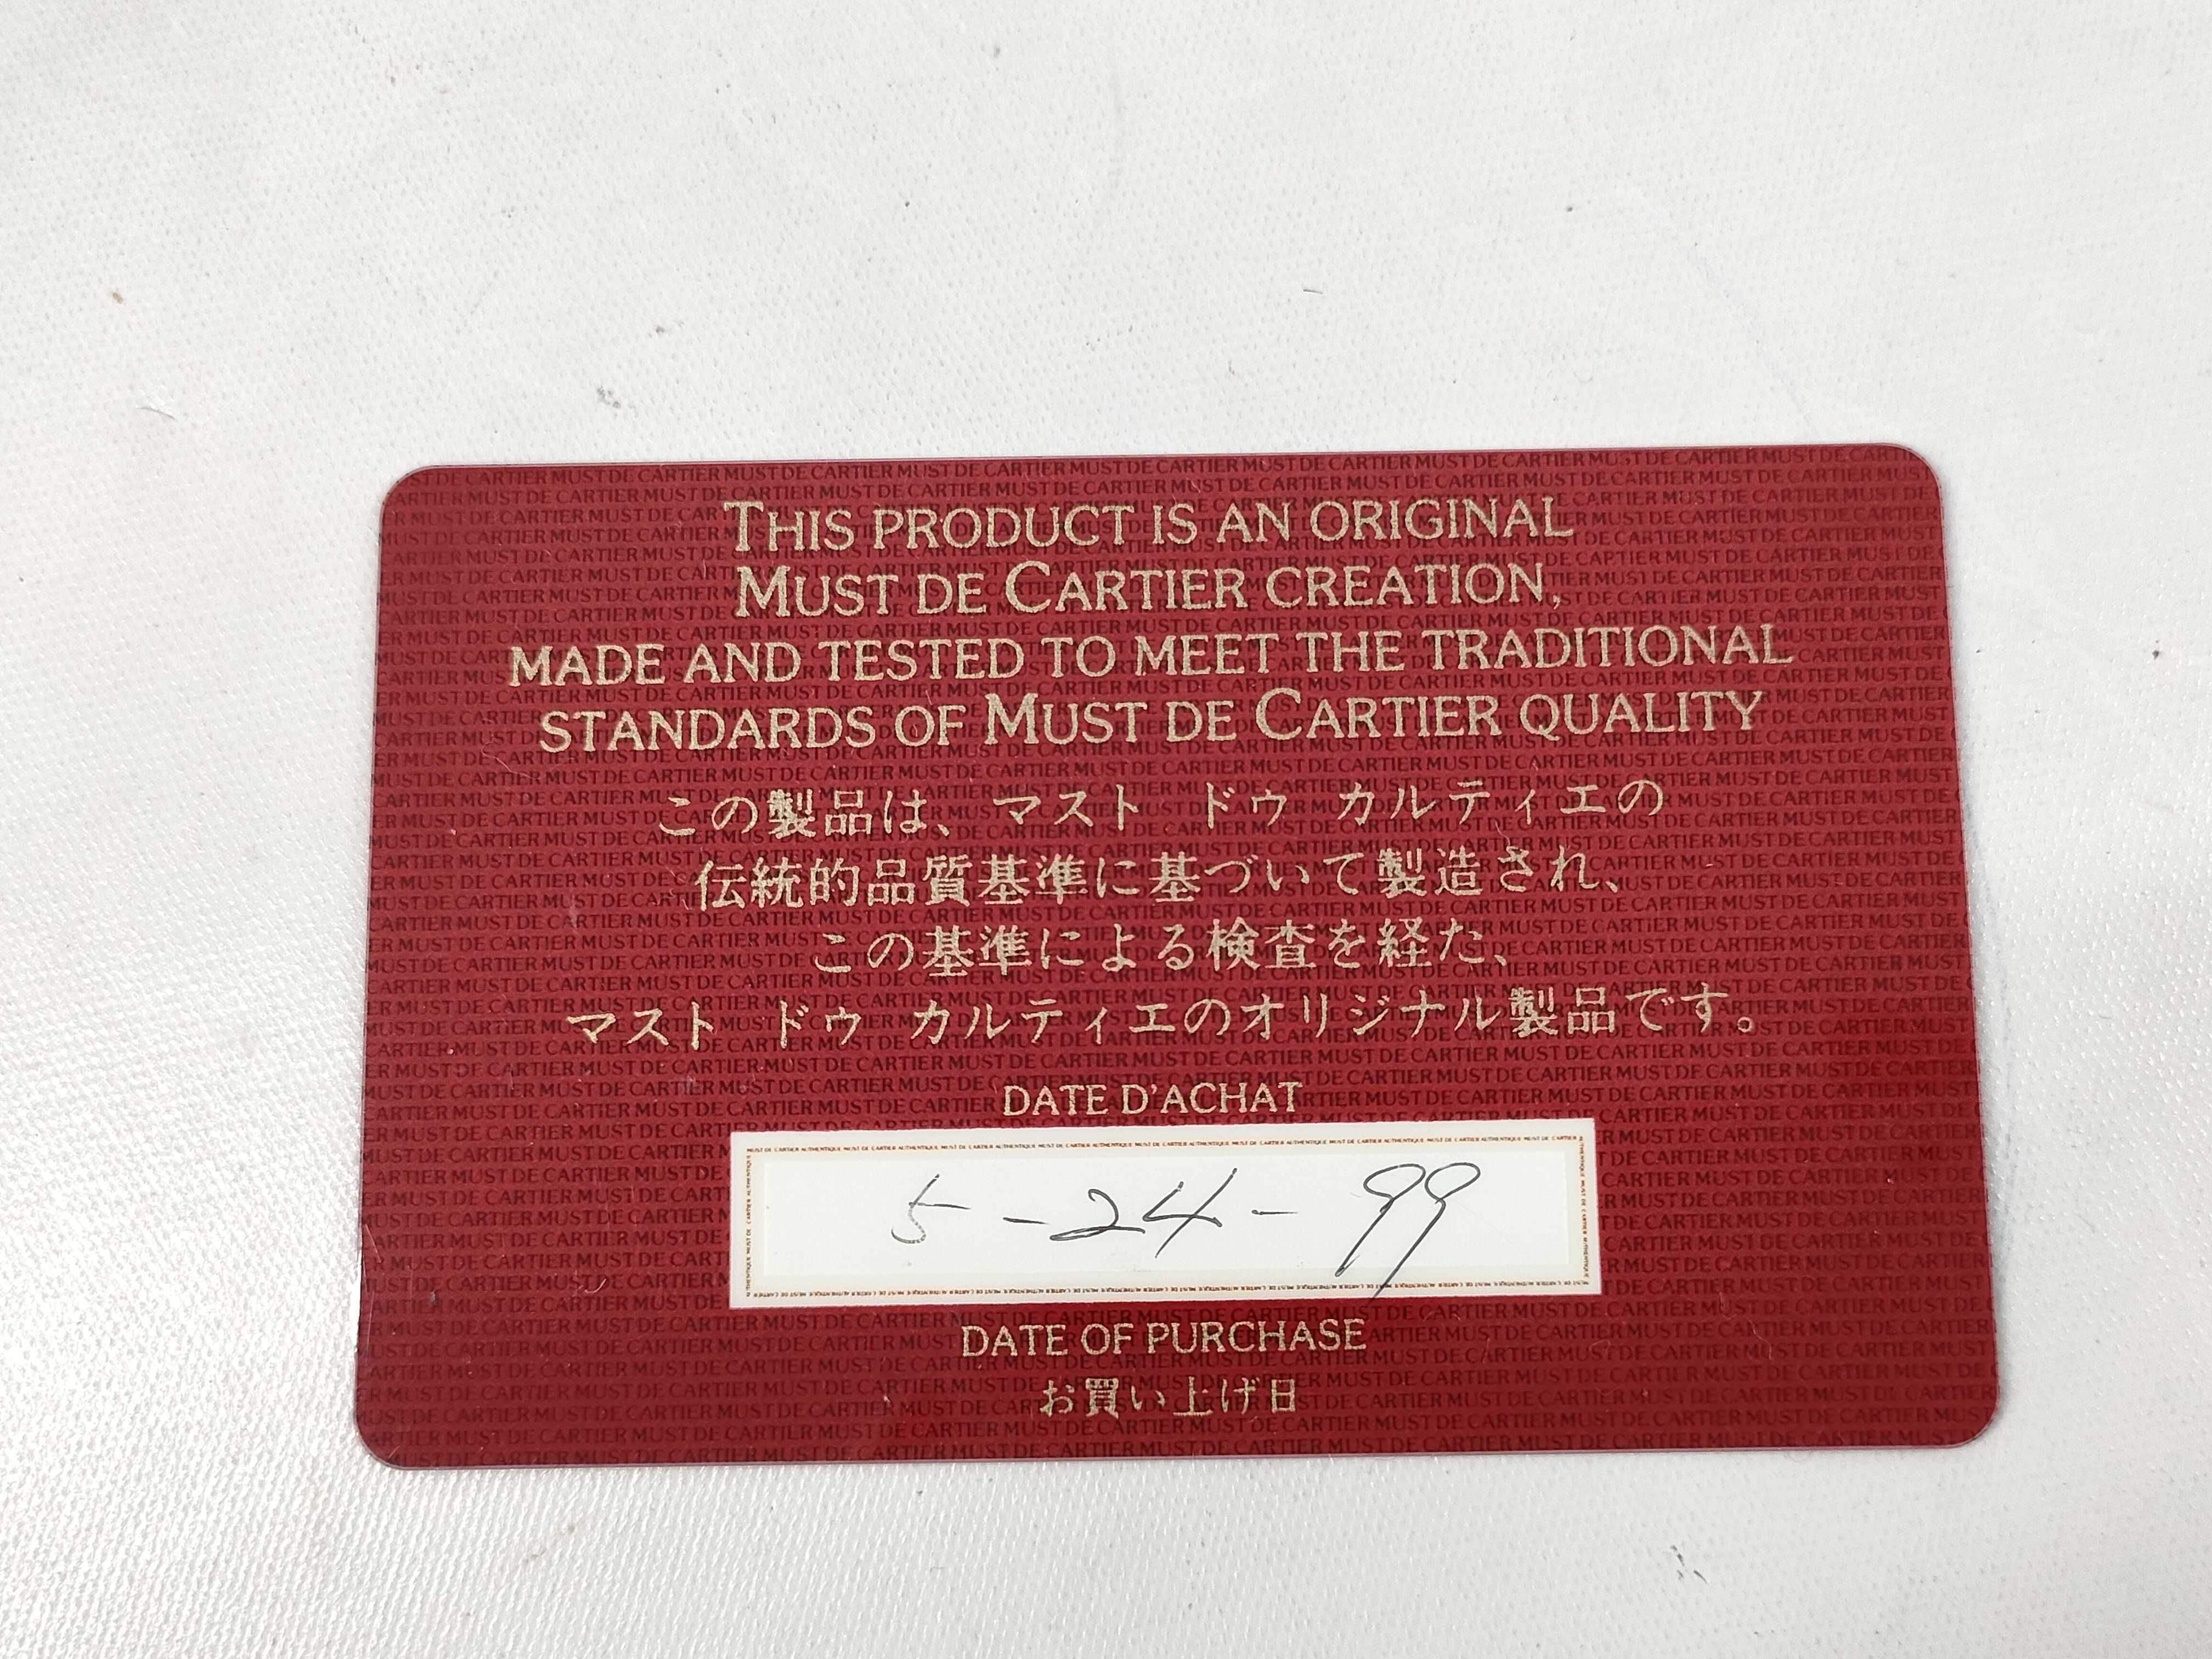 THIS PRODUCT IS AN ORIGINAL
MUST DE CARTIER CREATION,
MADE AND TESTED TO MEET THE TRADITIONAL
STANDARDS OF MUST DE CARTIER QUALITY
この製品は、マスト ドゥ カルティエの
伝統的品質基準に基づいて製造され、
この基準による検査を経た、
マスト ドゥ カルティエのオリジナル製品です。
DATE D'ACHAT
5-24-99
DATE OF PURCHASE
お買い上げ日